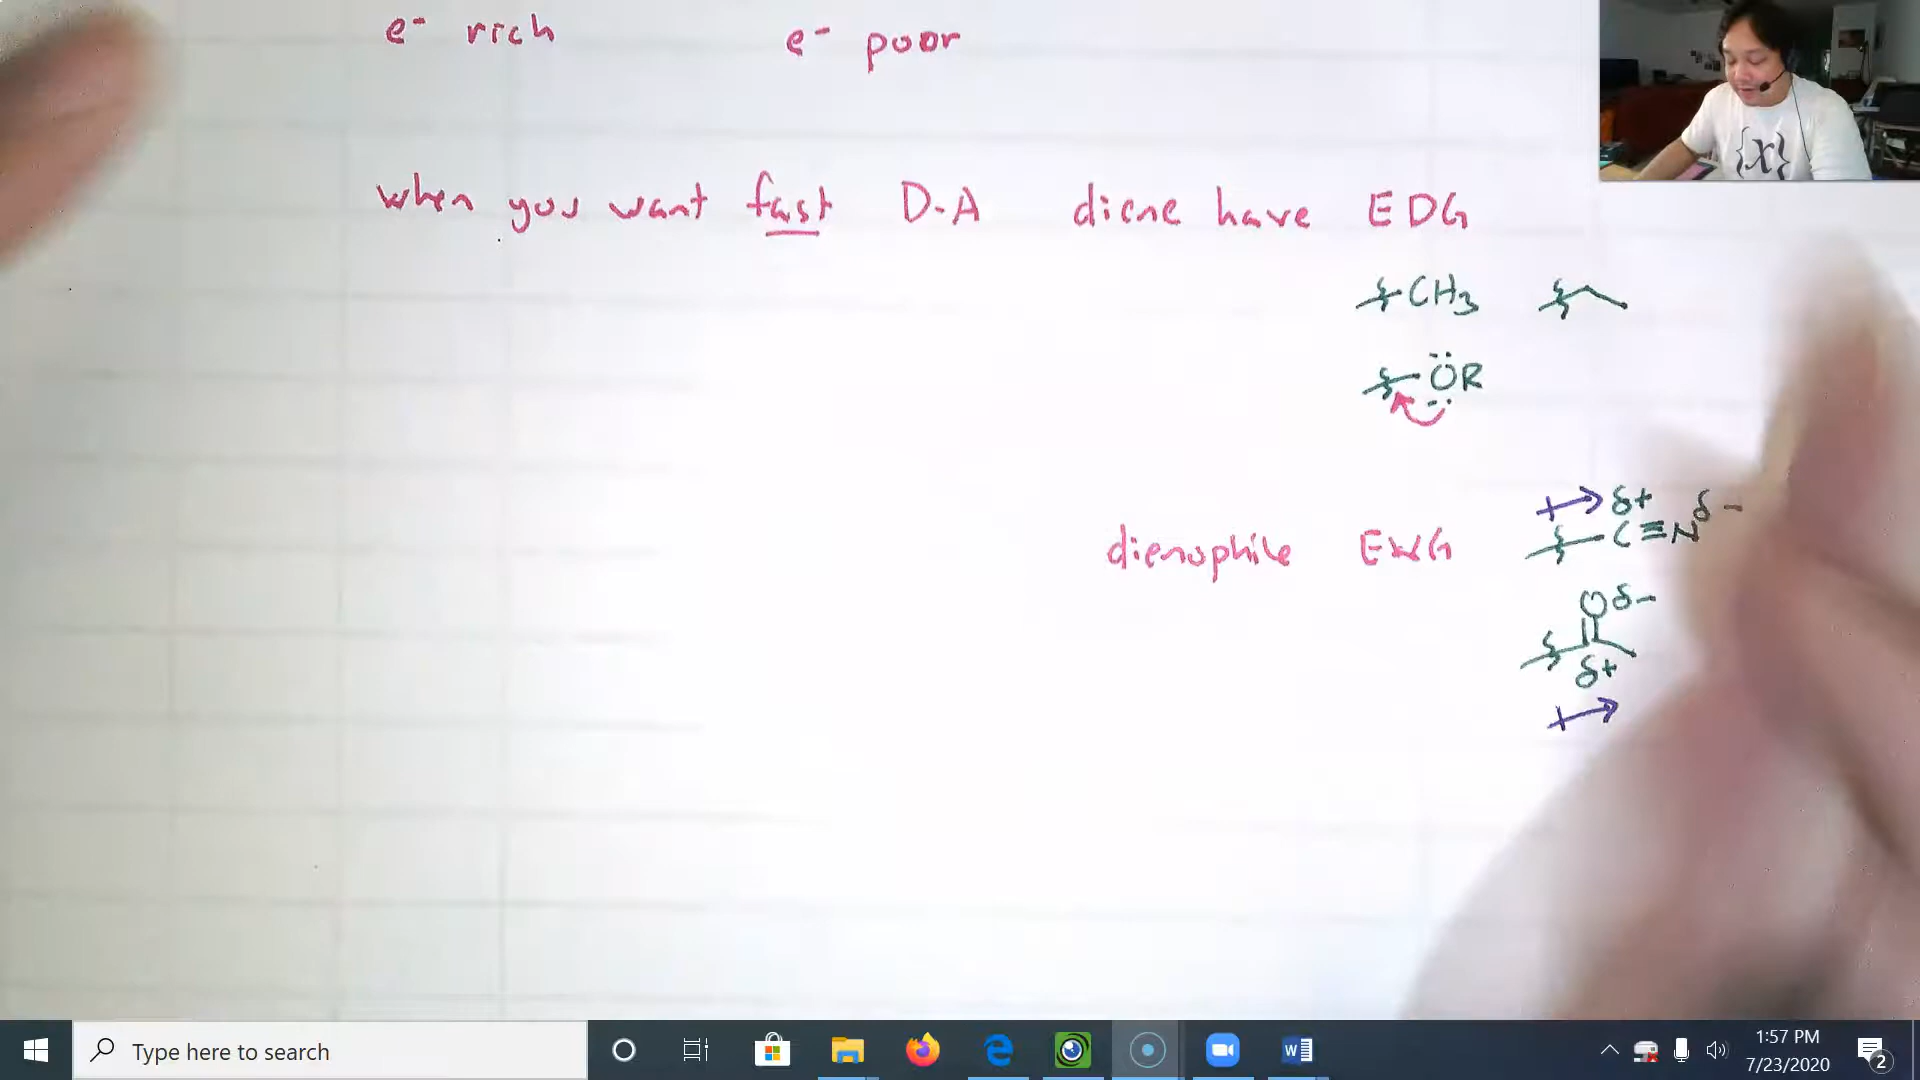 e⁻ rich e⁻ poor
when you want fast D-A diene have EDG
CH₃
ÖR
δ+ δ-
C≡N
dienophile EWG
O δ-
δ+
{X}
Type here to search
W
1:57 PM
7/23/2020
2